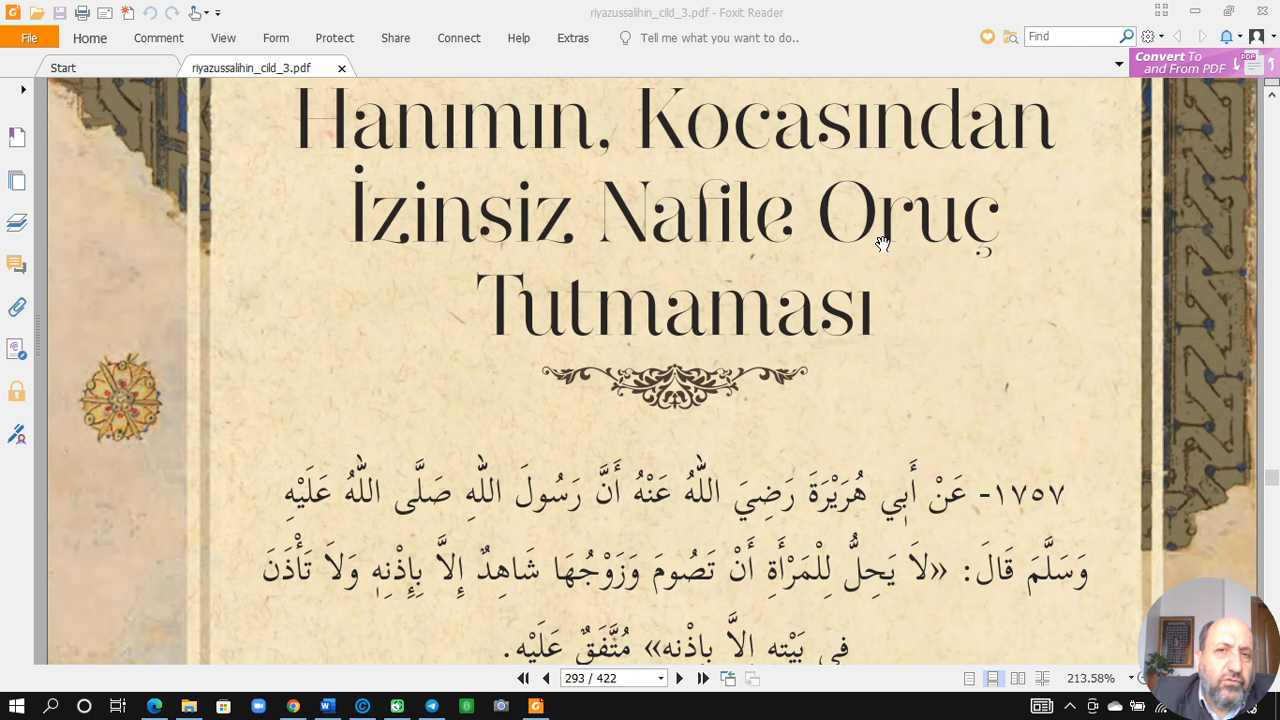 riyazussalihin_cild_3.pdf - Foxit Reader
File Home Comment View Form Protect Share Connect Help Extras Tell me what you want to do.. Find
Start riyazussalihin_cild_3.pdf
Convert To
and From PDF
PDF
Hanımın, Kocasından
İzinsiz Nafile Oruç
Tutmaması
١٧٥٧- عَنْ أَبِي هُرَيْرَةَ رَضِيَ اللّٰهُ عَنْهُ أَنَّ رَسُولَ اللّٰهِ صَلَّى اللّٰهُ عَلَيْهِ
وَسَلَّمَ قَالَ: «لاَ يَحِلُّ لِلْمَرْأَةِ أَنْ تَصُومَ وَزَوْجُهَا شَاهِدٌ إِلاَّ بِإِذْنِهِ وَلاَ تَأْذَنَ
فِي بَيْتِهِ إِلاَّ بِإِذْنِهِ» مُتَّفَقٌ عَلَيْهِ.
293 / 422
213.58%